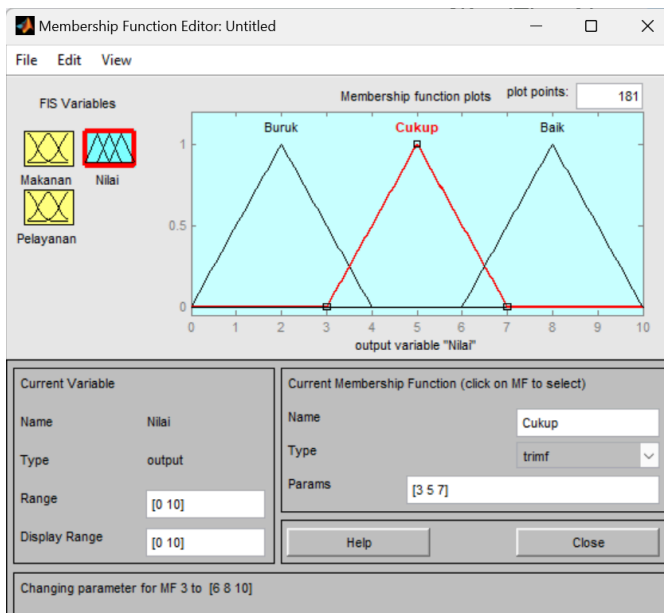 Membership Function Editor: Untitled
File Edit View
FIS Variables
Makanan Nilai
Pelayanan
Membership function plots plot points: 181
Buruk Cukup Baik
1
0.5
0
0 1 2 3 4 5 6 7 8 9 10
output variable "Nilai"
Current Variable
Name Nilai
Type output
Range [0 10]
Display Range [0 10]
Current Membership Function (click on MF to select)
Name Cukup
Type trimf
Params [3 5 7]
Help Close
Changing parameter for MF 3 to [6 8 10]